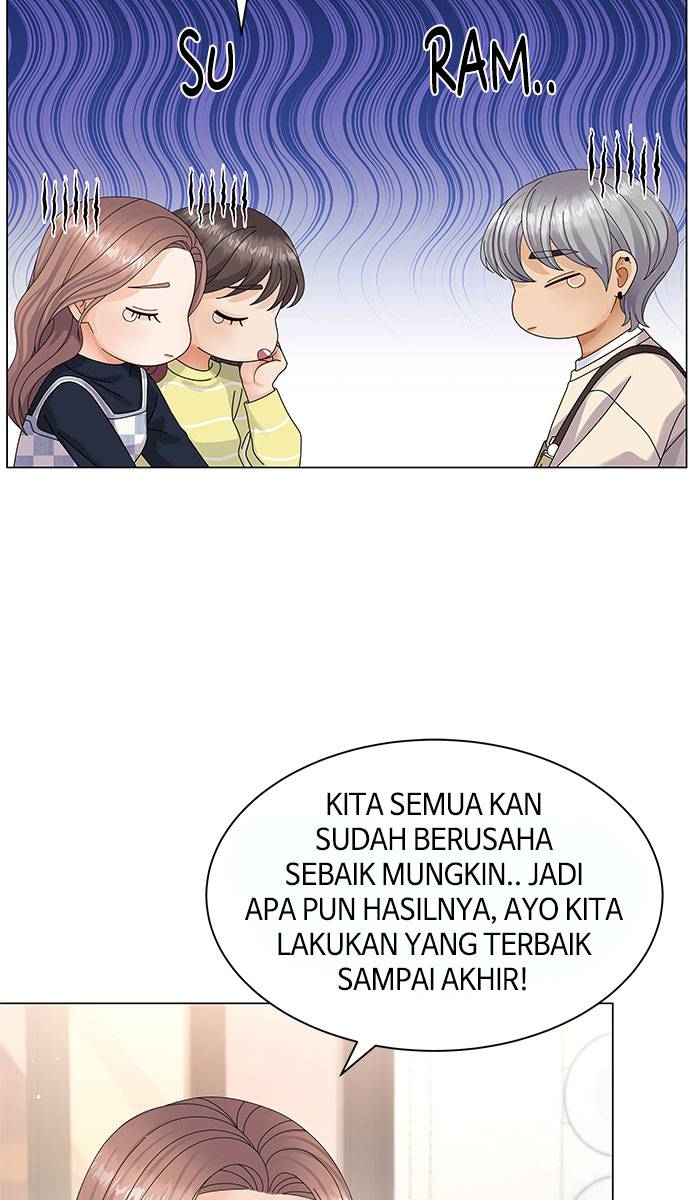 SU RAM..
KITA SEMUA KAN
SUDAH BERUSAHA
SEBAIK MUNGKIN.. JADI
APA PUN HASILNYA, AYO KITA
LAKUKAN YANG TERBAIK
SAMPAI AKHIR!